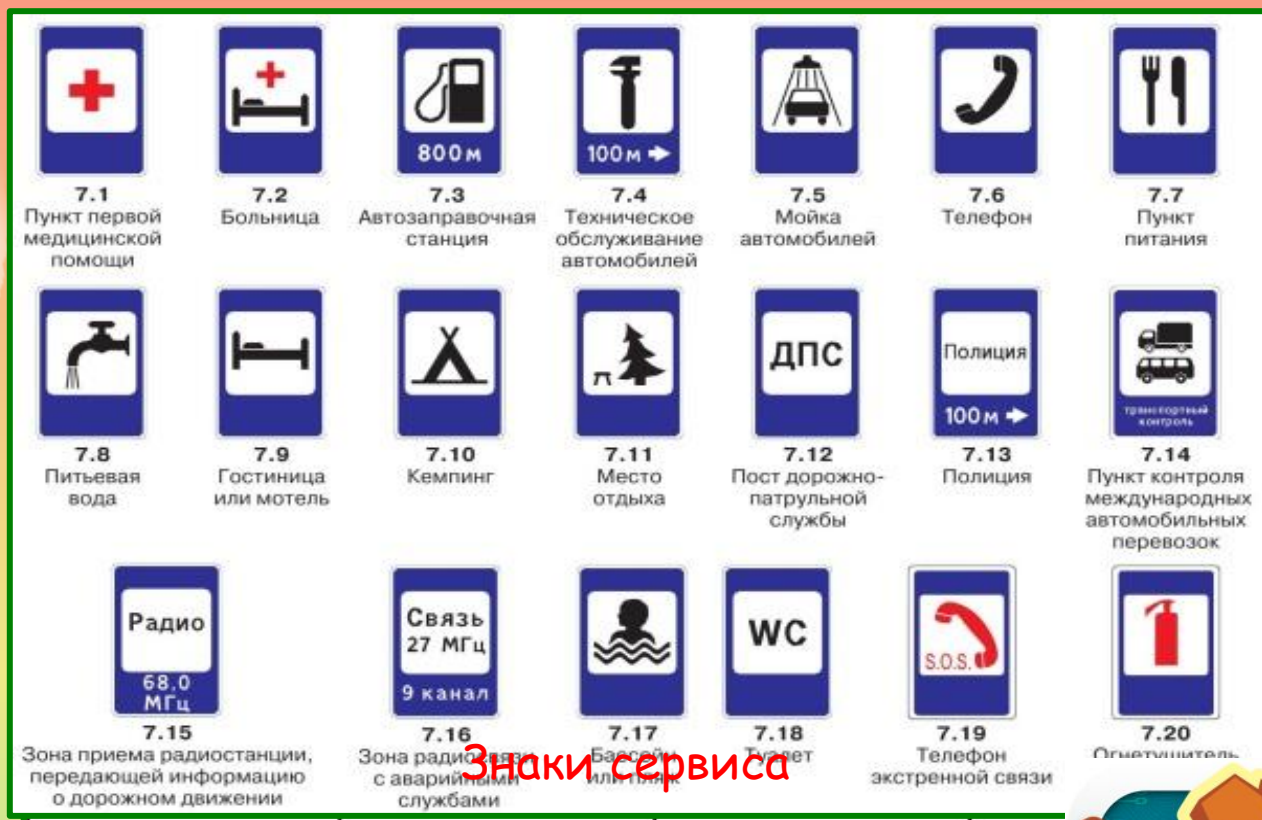 800м
100м
7.1
Пункт первой
медицинской
помощи
7.2
Больница
7.3
Автозаправочная
станция
7.4
Техническое
обслуживание
автомобилей
7.5
Мойка
автомобилей
7.6
Телефон
7.7
Пункт
питания
ДПС
Полиция
100м
транспортный
контроль
7.8
Питьевая
вода
7.9
Гостиница
или мотель
7.10
Кемпинг
7.11
Место
отдыха
7.12
Пост дорожно-
патрульной
службы
7.13
Полиция
7.14
Пункт контроля
международных
автомобильных
перевозок
Радио
68.0
МГц
Связь
27 МГц
9 канал
WC
S.O.S.
7.15
Зона приема радиостанции,
передающей информацию
о дорожном движении
7.16
Зона радиосвязи
с аварийными
службами
7.17
Бассейн
или пляж
7.18
Туалет
7.19
Телефон
экстренной связи
7.20
Огнетушитель
Знаки сервиса